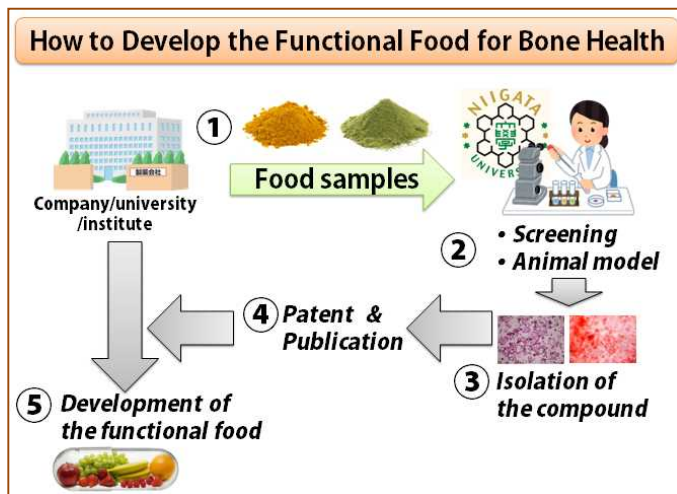 How to Develop the Functional Food for Bone Health
①
Food samples
製薬会社
Company/university
/institute
NIIGATA
UNIVERSITY
②
• Screening
• Animal model
③
Isolation of
the compound
④
Patent &
Publication
⑤
Development of
the functional food